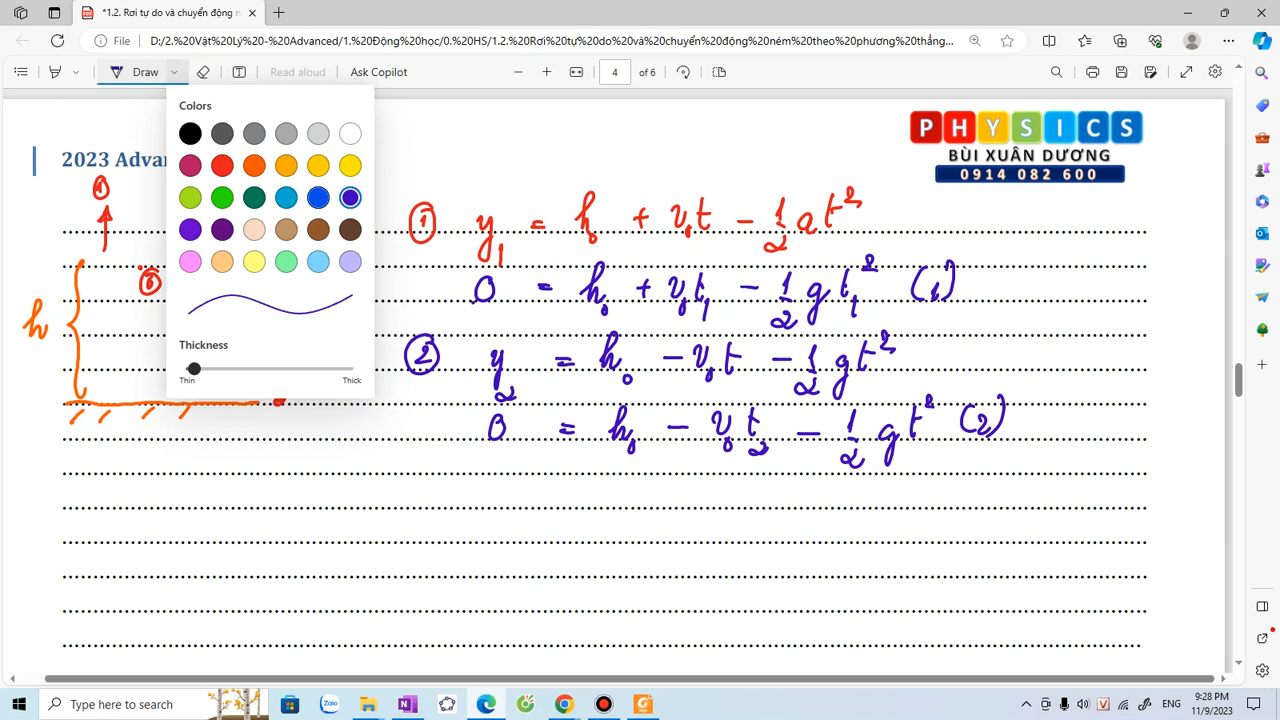 *1.2. Rơi tự do và chuyển động n
File
D:/2.%20Vật%20Lý%20-%20Advanced/1.%20Động%20học/0.%20HS/1.2.%20Rơi%20tự%20do%20và%20chuyển%20động%20ném%20theo%20phương%20thẳng...
Draw
Read aloud
Ask Copilot
4 of 6
Colors
Thickness
Thin
Thick
2023 Advan
PHYSICS
BÙI XUÂN DƯƠNG
0914 082 600
①
h
① y₁ = h₀ + v₀t - ½at²
0 = h₀ + v₀t₁ - ½gt₁² (1)
② y₂ = h₀ - v₀t - ½gt²
0 = h₀ - v₀t₂ - ½gt² (2)
Type here to search
ENG
9:28 PM
11/9/2023